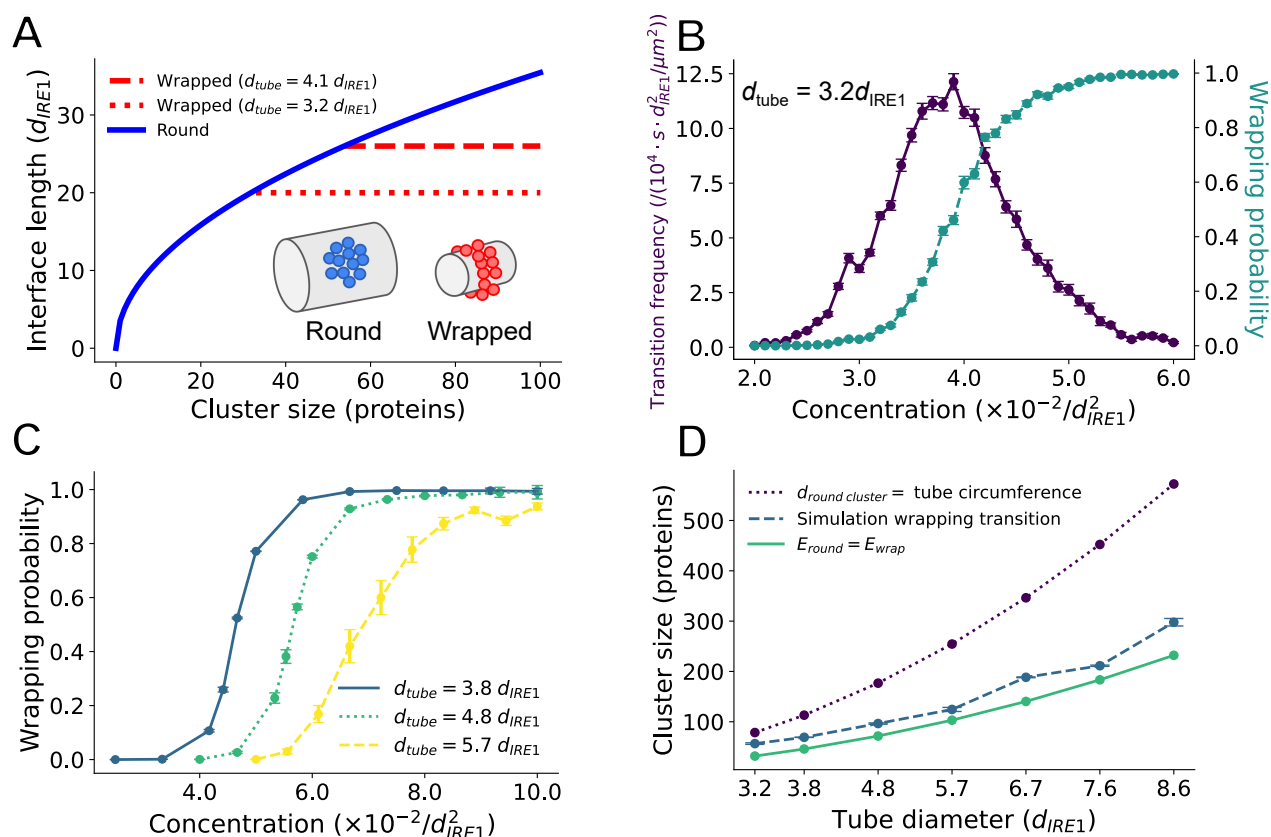 A
Interface length (d_IRE1)
30
20
10
0
Wrapped (d_tube = 4.1 d_IRE1)
Wrapped (d_tube = 3.2 d_IRE1)
Round
Round Wrapped
0 20 40 60 80 100
Cluster size (proteins)
B
Transition frequency (/(10^4 · s · d^2_IRE1/μm^2))
12.5
10.0
7.5
5.0
2.5
0.0
d_tube = 3.2d_IRE1
1.0
0.8
0.6
0.4
0.2
0.0
Wrapping probability
2.0 3.0 4.0 5.0 6.0
Concentration (×10^−2/d^2_IRE1)
C
Wrapping probability
1.0
0.8
0.6
0.4
0.2
0.0
d_tube = 3.8 d_IRE1
d_tube = 4.8 d_IRE1
d_tube = 5.7 d_IRE1
4.0 6.0 8.0 10.0
Concentration (×10^−2/d^2_IRE1)
D
Cluster size (proteins)
500
400
300
200
100
d_round cluster = tube circumference
Simulation wrapping transition
E_round = E_wrap
3.2 3.8 4.8 5.7 6.7 7.6 8.6
Tube diameter (d_IRE1)